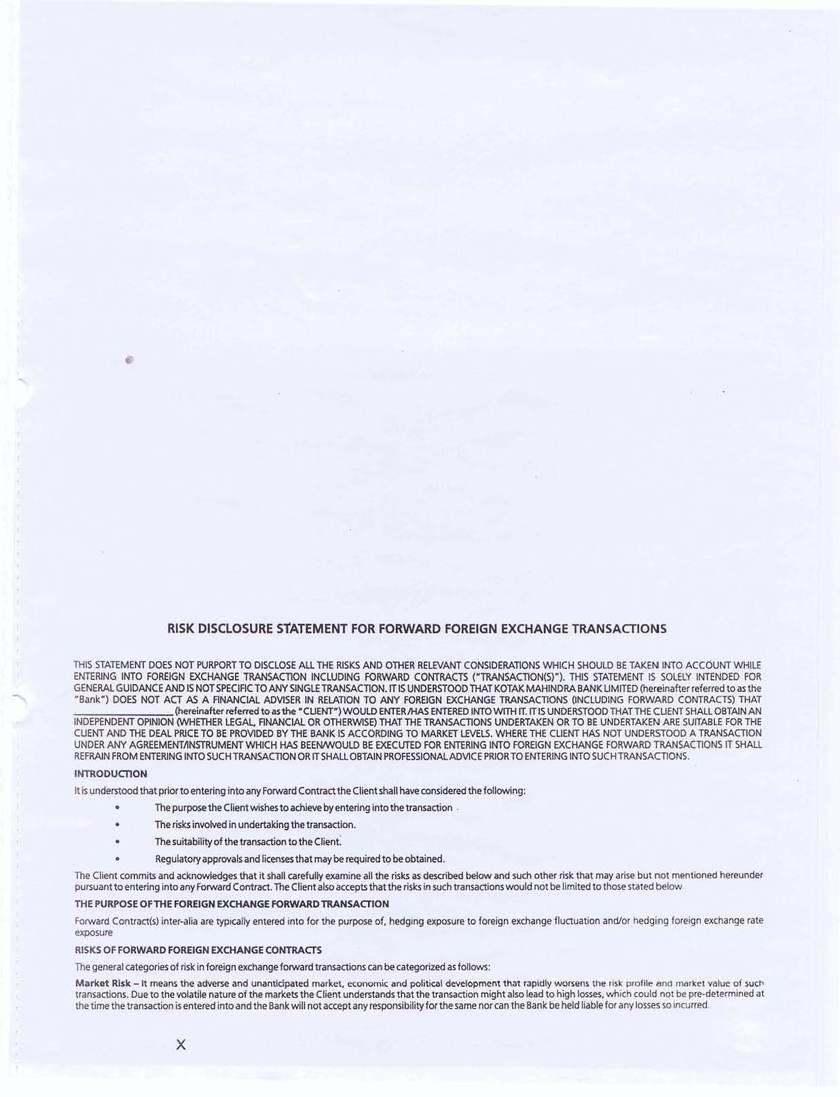 RISK DISCLOSURE STATEMENT FOR FORWARD FOREIGN EXCHANGE TRANSACTIONS
THIS STATEMENT DOES NOT PURPORT TO DISCLOSE ALL THE RISKS AND OTHER RELEVANT CONSIDERATIONS WHICH SHOULD BE TAKEN INTO ACCOUNT WHILE
ENTERING INTO FOREIGN EXCHANGE TRANSACTION INCLUDING FORWARD CONTRACTS ("TRANSACTION(S)"). THIS STATEMENT IS SOLELY INTENDED FOR
GENERAL GUIDANCE AND IS NOT SPECIFIC TO ANY SINGLE TRANSACTION. IT IS UNDERSTOOD THAT KOTAK MAHINDRA BANK LIMITED (hereinafter referred to as the
"Bank") DOES NOT ACT AS A FINANCIAL ADVISER IN RELATION TO ANY FOREIGN EXCHANGE TRANSACTIONS (INCLUDING FORWARD CONTRACTS) THAT
_______________(hereinafter referred to as the "CLIENT") WOULD ENTER /HAS ENTERED INTO WITH IT. IT IS UNDERSTOOD THAT THE CLIENT SHALL OBTAIN AN
INDEPENDENT OPINION (WHETHER LEGAL, FINANCIAL OR OTHERWISE) THAT THE TRANSACTIONS UNDERTAKEN OR TO BE UNDERTAKEN ARE SUITABLE FOR THE
CLIENT AND THE DEAL PRICE TO BE PROVIDED BY THE BANK IS ACCORDING TO MARKET LEVELS. WHERE THE CLIENT HAS NOT UNDERSTOOD A TRANSACTION
UNDER ANY AGREEMENT/INSTRUMENT WHICH HAS BEEN/WOULD BE EXECUTED FOR ENTERING INTO FOREIGN EXCHANGE FORWARD TRANSACTIONS IT SHALL
REFRAIN FROM ENTERING INTO SUCH TRANSACTION OR IT SHALL OBTAIN PROFESSIONAL ADVICE PRIOR TO ENTERING INTO SUCH TRANSACTIONS.
INTRODUCTION
It is understood that prior to entering into any Forward Contract the Client shall have considered the following:
• The purpose the Client wishes to achieve by entering into the transaction
• The risks involved in undertaking the transaction.
• The suitability of the transaction to the Client.
• Regulatory approvals and licenses that may be required to be obtained.
The Client commits and acknowledges that it shall carefully examine all the risks as described below and such other risk that may arise but not mentioned hereunder
pursuant to entering into any Forward Contract. The Client also accepts that the risks in such transactions would not be limited to those stated below
THE PURPOSE OF THE FOREIGN EXCHANGE FORWARD TRANSACTION
Forward Contract(s) inter-alia are typically entered into for the purpose of, hedging exposure to foreign exchange fluctuation and/or hedging foreign exchange rate
exposure
RISKS OF FORWARD FOREIGN EXCHANGE CONTRACTS
The general categories of risk in foreign exchange forward transactions can be categorized as follows:
Market Risk – It means the adverse and unanticipated market, economic and political development that rapidly worsens the risk profile and market value of such
transactions. Due to the volatile nature of the markets the Client understands that the transaction might also lead to high losses, which could not be pre-determined at
the time the transaction is entered into and the Bank will not accept any responsibility for the same nor can the Bank be held liable for any losses so incurred
X